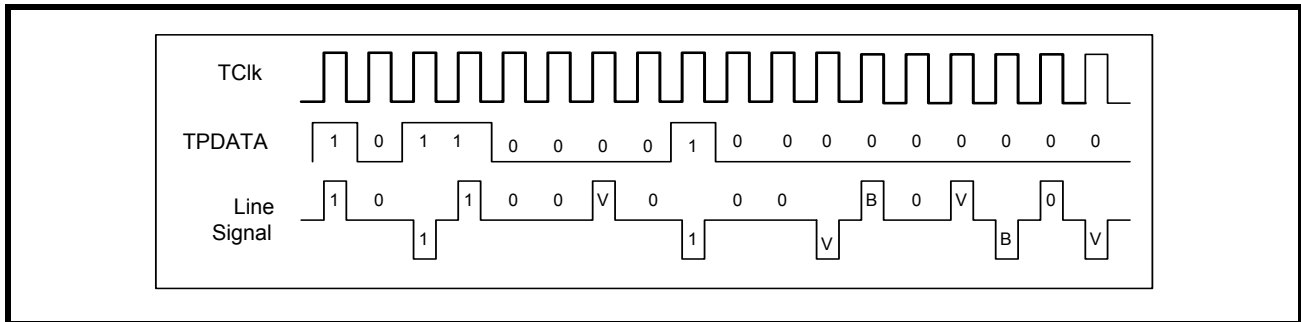 TClk
TPDATA 1 0 1 1 0 0 0 0 1 0 0 0 0 0 0 0 0 0
Line Signal 1 0 1 1 0 0 V 0 1 0 0 V B 0 V B 0 V